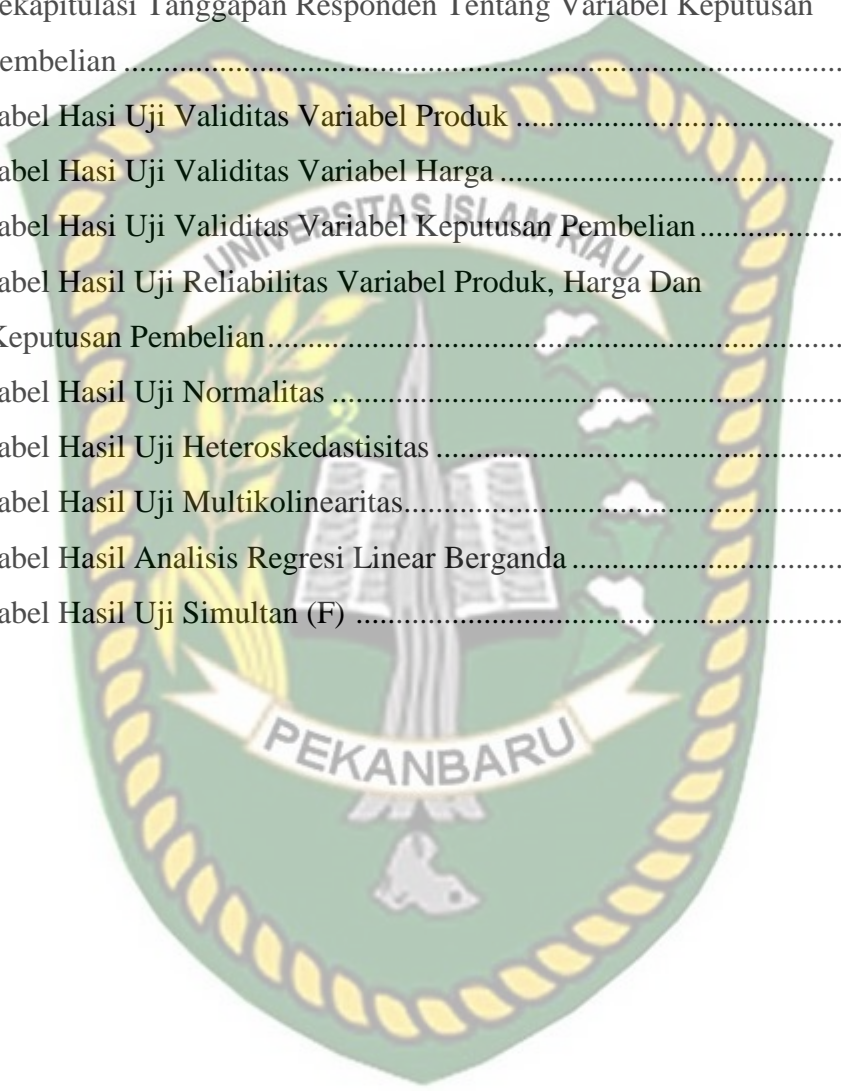 ekapitulasi Tanggapan Responden Tentang Variabel Keputusan
embelian ....................................................................................
abel Hasi Uji Validitas Variabel Produk ..........................................
abel Hasi Uji Validitas Variabel Harga ............................................
abel Hasi Uji Validitas Variabel Keputusan Pembelian ..................
abel Hasil Uji Reliabilitas Variabel Produk, Harga Dan
Keputusan Pembelian.......................................................................
abel Hasil Uji Normalitas ................................................................
abel Hasil Uji Heteroskedastisitas ...................................................
abel Hasil Uji Multikolinearitas.......................................................
abel Hasil Analisis Regresi Linear Berganda ..................................
abel Hasil Uji Simultan (F) .............................................................
UNIVERSITAS ISLAM RIAU
PEKANBARU